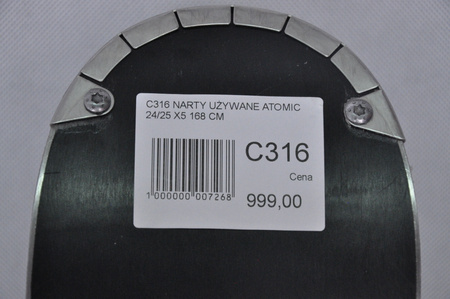 C316 NARTY UŻYWANE ATOMIC
24/25 X5 168 CM
C316
Cena
999,00
1 000000 007268